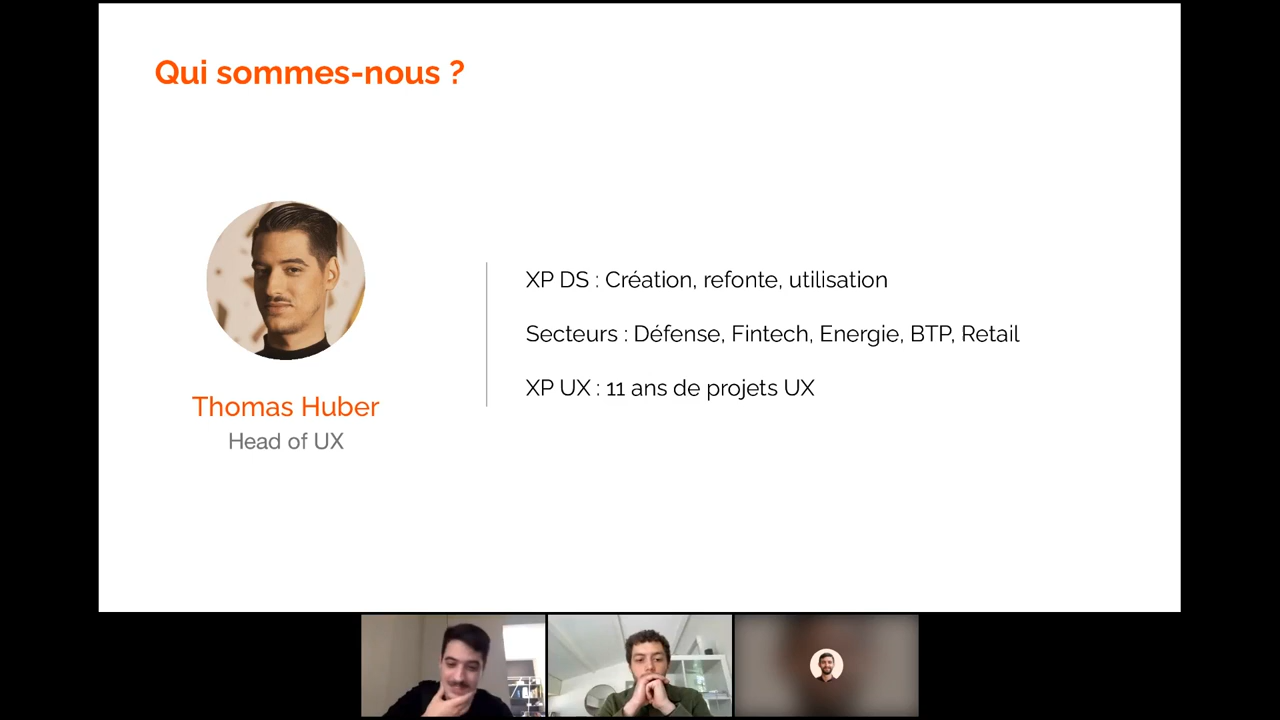 Qui sommes-nous ?
Thomas Huber
Head of UX
XP DS : Création, refonte, utilisation
Secteurs : Défense, Fintech, Energie, BTP, Retail
XP UX : 11 ans de projets UX